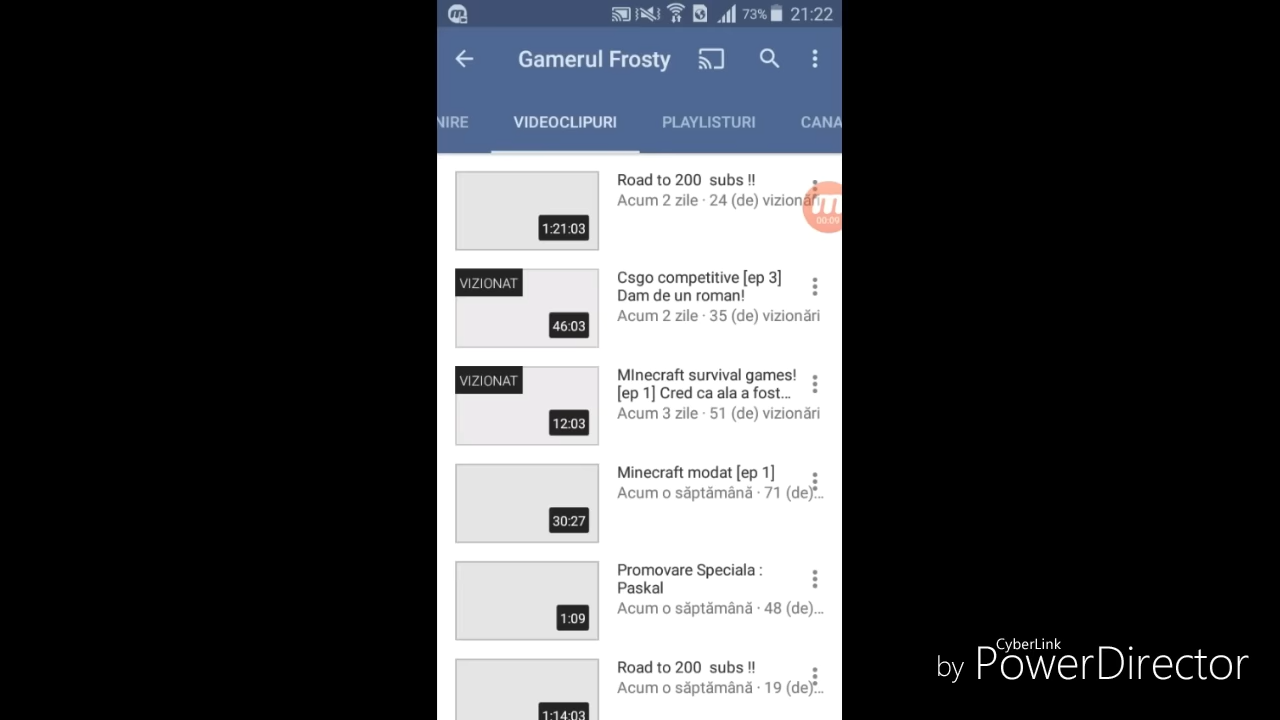 73% 21:22
Gamerul Frosty
NIRE VIDEOCLIPURI PLAYLISTURI CANA
Road to 200 subs !!
Acum 2 zile · 24 (de) vizionări
1:21:03
00:09
VIZIONAT
Csgo competitive [ep 3]
Dam de un roman!
Acum 2 zile · 35 (de) vizionări
46:03
VIZIONAT
MInecraft survival games!
[ep 1] Cred ca ala a fost...
Acum 3 zile · 51 (de) vizionări
12:03
Minecraft modat [ep 1]
Acum o săptămână · 71 (de)...
30:27
Promovare Speciala :
Paskal
Acum o săptămână · 48 (de)...
1:09
Road to 200 subs !!
Acum o săptămână · 19 (de)...
1:14:03
CyberLink
by PowerDirector